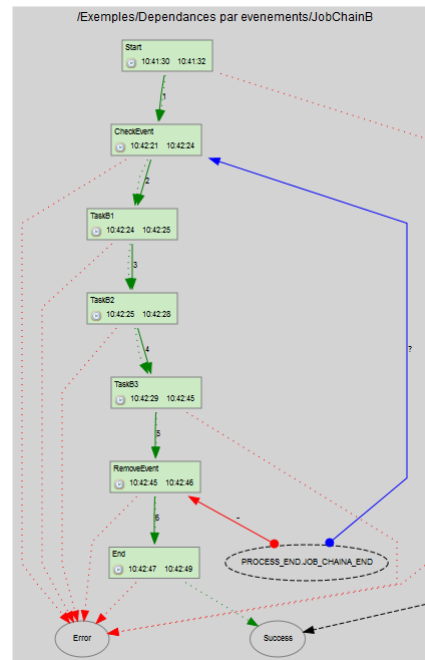 /Exemples/Dependances par evenements/JobChainB
Start
10:41:30 10:41:32
1
CheckEvent
10:42:21 10:42:24
2
TaskB1
10:42:24 10:42:25
3
TaskB2
10:42:25 10:42:28
4
?
TaskB3
10:42:29 10:42:45
5
RemoveEvent
10:42:45 10:42:46
-
6
End
10:42:47 10:42:49
PROCESS_END.JOB_CHAINA_END
Error
Success